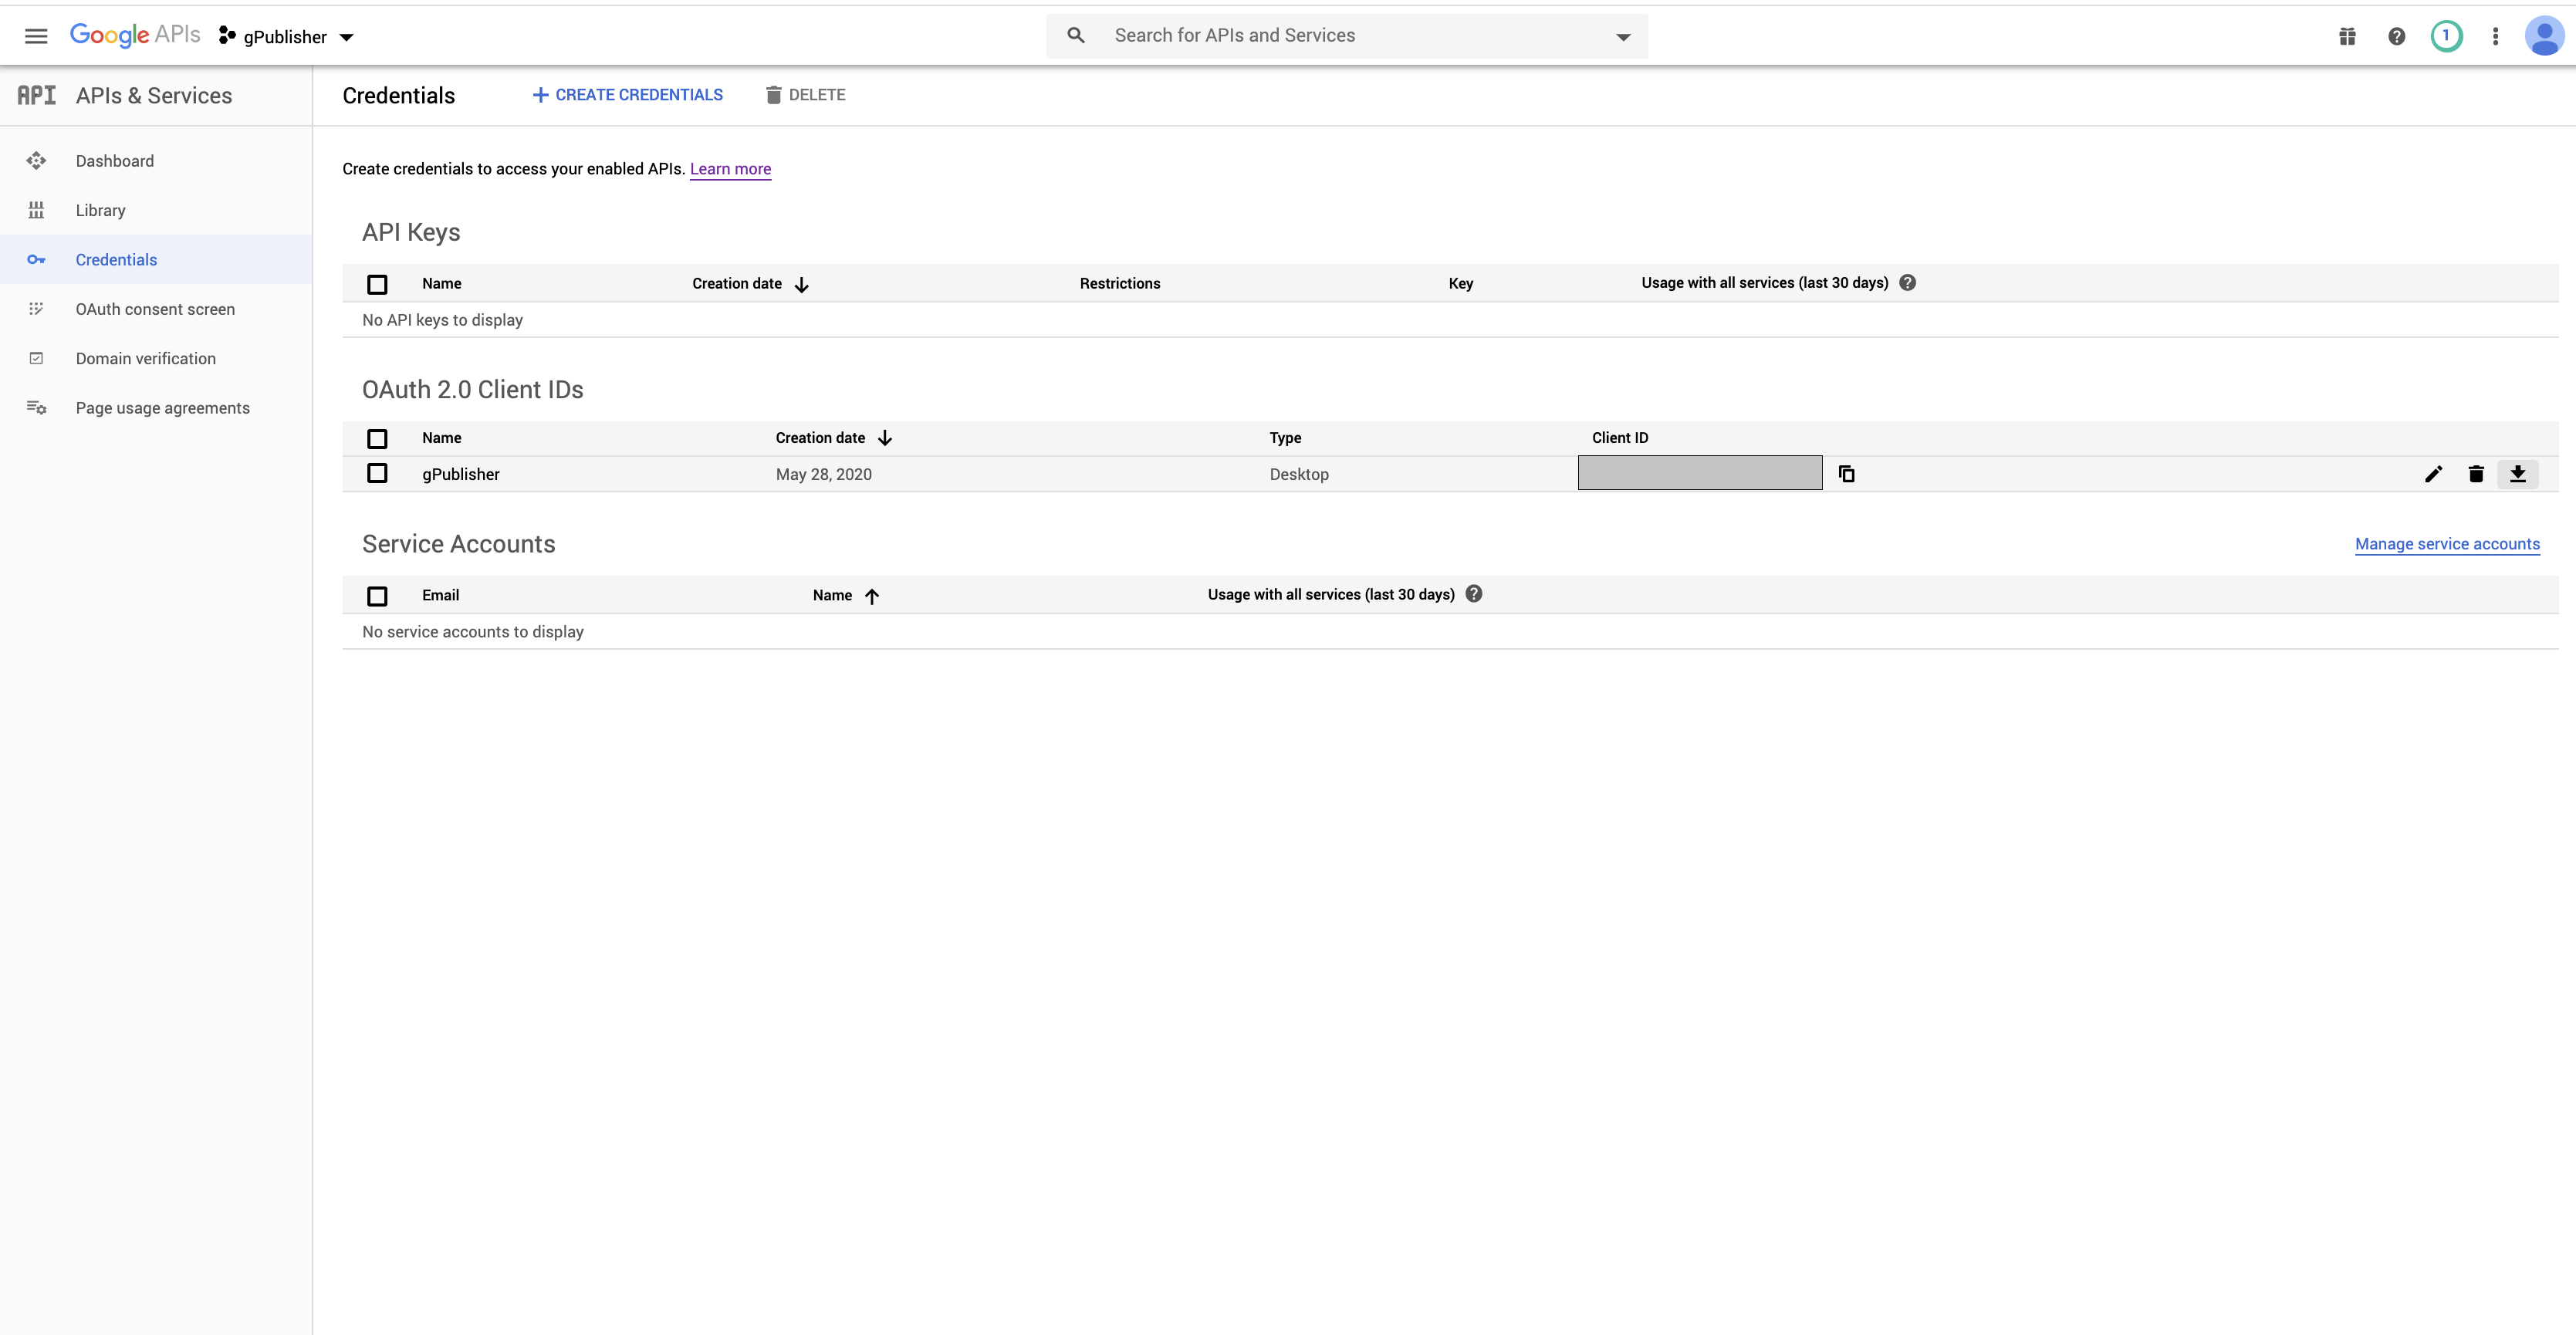 Google APIs gPublisher Search for APIs and Services 1
API APIs & Services
Dashboard
Library
Credentials
OAuth consent screen
Domain verification
Page usage agreements
Credentials CREATE CREDENTIALS DELETE
Create credentials to access your enabled APIs. Learn more
API Keys
Name Creation date Restrictions Key Usage with all services (last 30 days)
No API keys to display
OAuth 2.0 Client IDs
Name Creation date Type Client ID
gPublisher May 28, 2020 Desktop
Service Accounts Manage service accounts
Email Name Usage with all services (last 30 days)
No service accounts to display